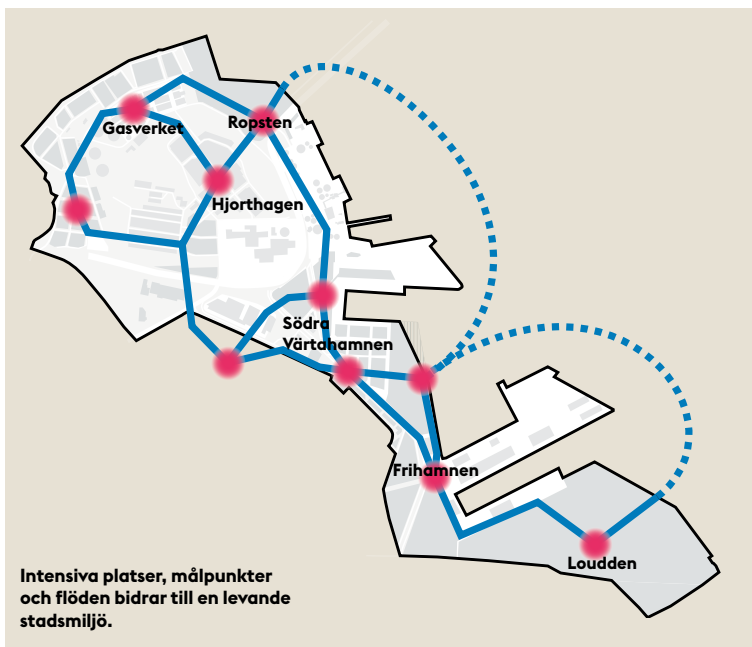 Gasverket
Ropsten
Hjorthagen
Södra
Värtahamnen
Frihamnen
Loudden
Intensiva platser, målpunkter
och flöden bidrar till en levande
stadsmiljö.